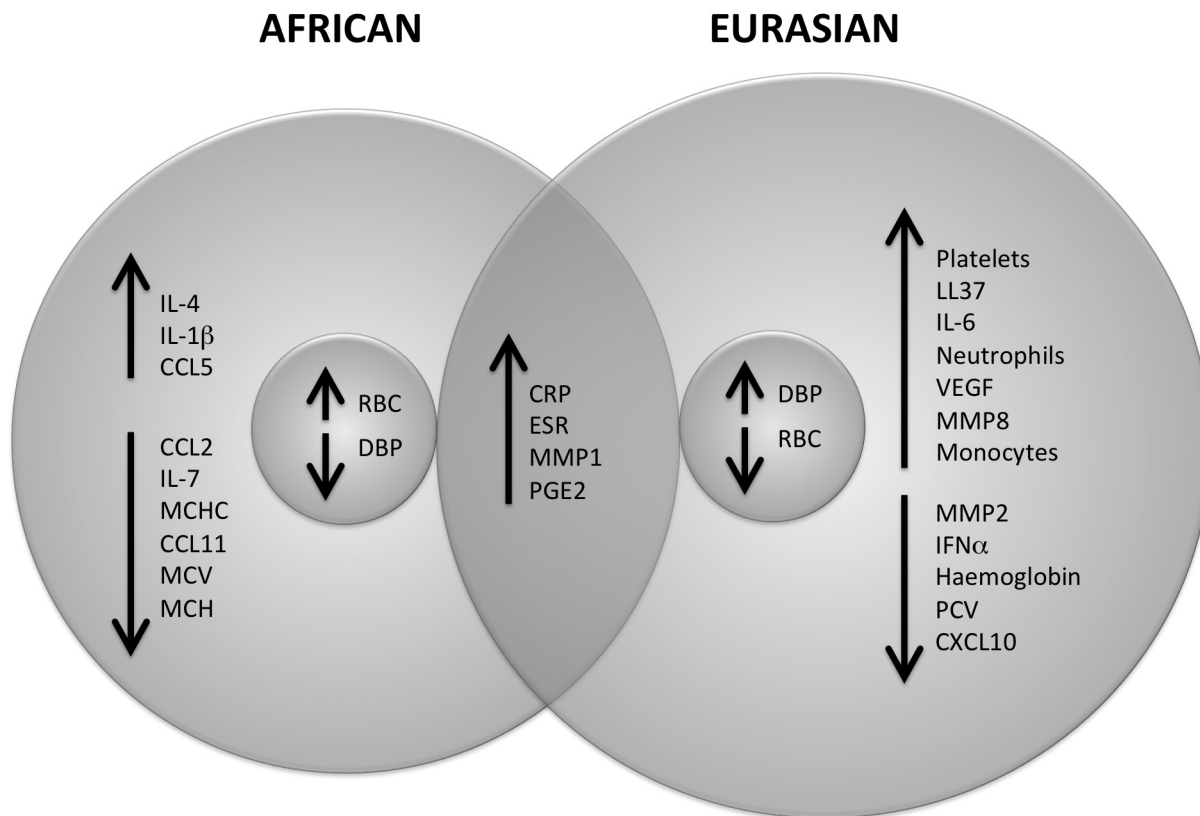 AFRICAN
EURASIAN
IL-4
IL-1β
CCL5
CCL2
IL-7
MCHC
CCL11
MCV
MCH
RBC
DBP
CRP
ESR
MMP1
PGE2
DBP
RBC
Platelets
LL37
IL-6
Neutrophils
VEGF
MMP8
Monocytes
MMP2
IFNα
Haemoglobin
PCV
CXCL10